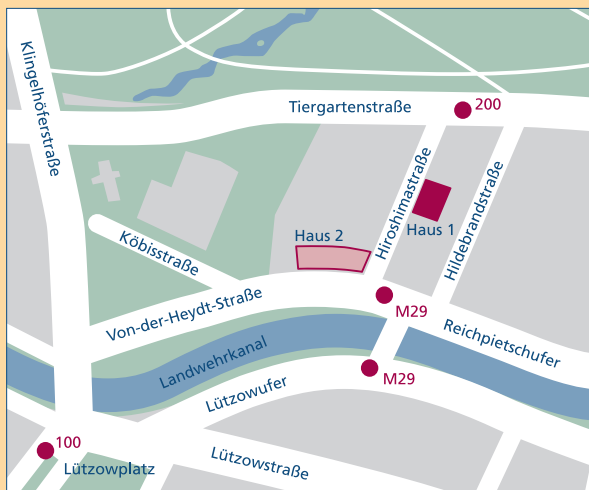 Klingelhöferstraße
Tiergartenstraße
200
Hiroshimastraße
Hildebrandstraße
Haus 1
Haus 2
Köbisstraße
Von-der-Heydt-Straße
M29
Reichpietschufer
Landwehrkanal
M29
Lützowufer
100
Lützowplatz
Lützowstraße